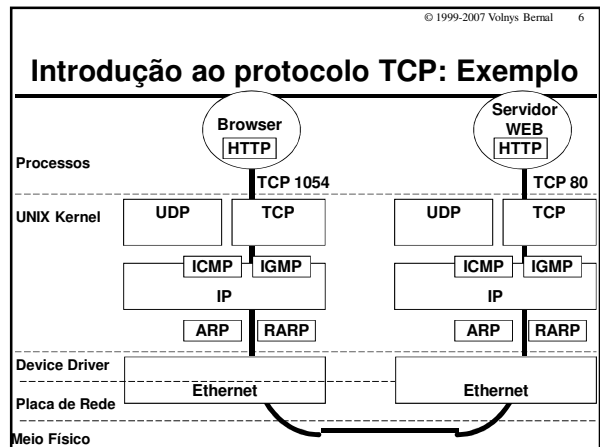 © 1999-2007 Volnys Bernal 6
Introdução ao protocolo TCP: Exemplo
Browser
HTTP
Servidor
WEB
HTTP
Processos
TCP 1054
TCP 80
UNIX Kernel
UDP
TCP
UDP
TCP
ICMP
IGMP
ICMP
IGMP
IP
IP
ARP
RARP
ARP
RARP
Device Driver
Ethernet
Ethernet
Placa de Rede
Meio Físico